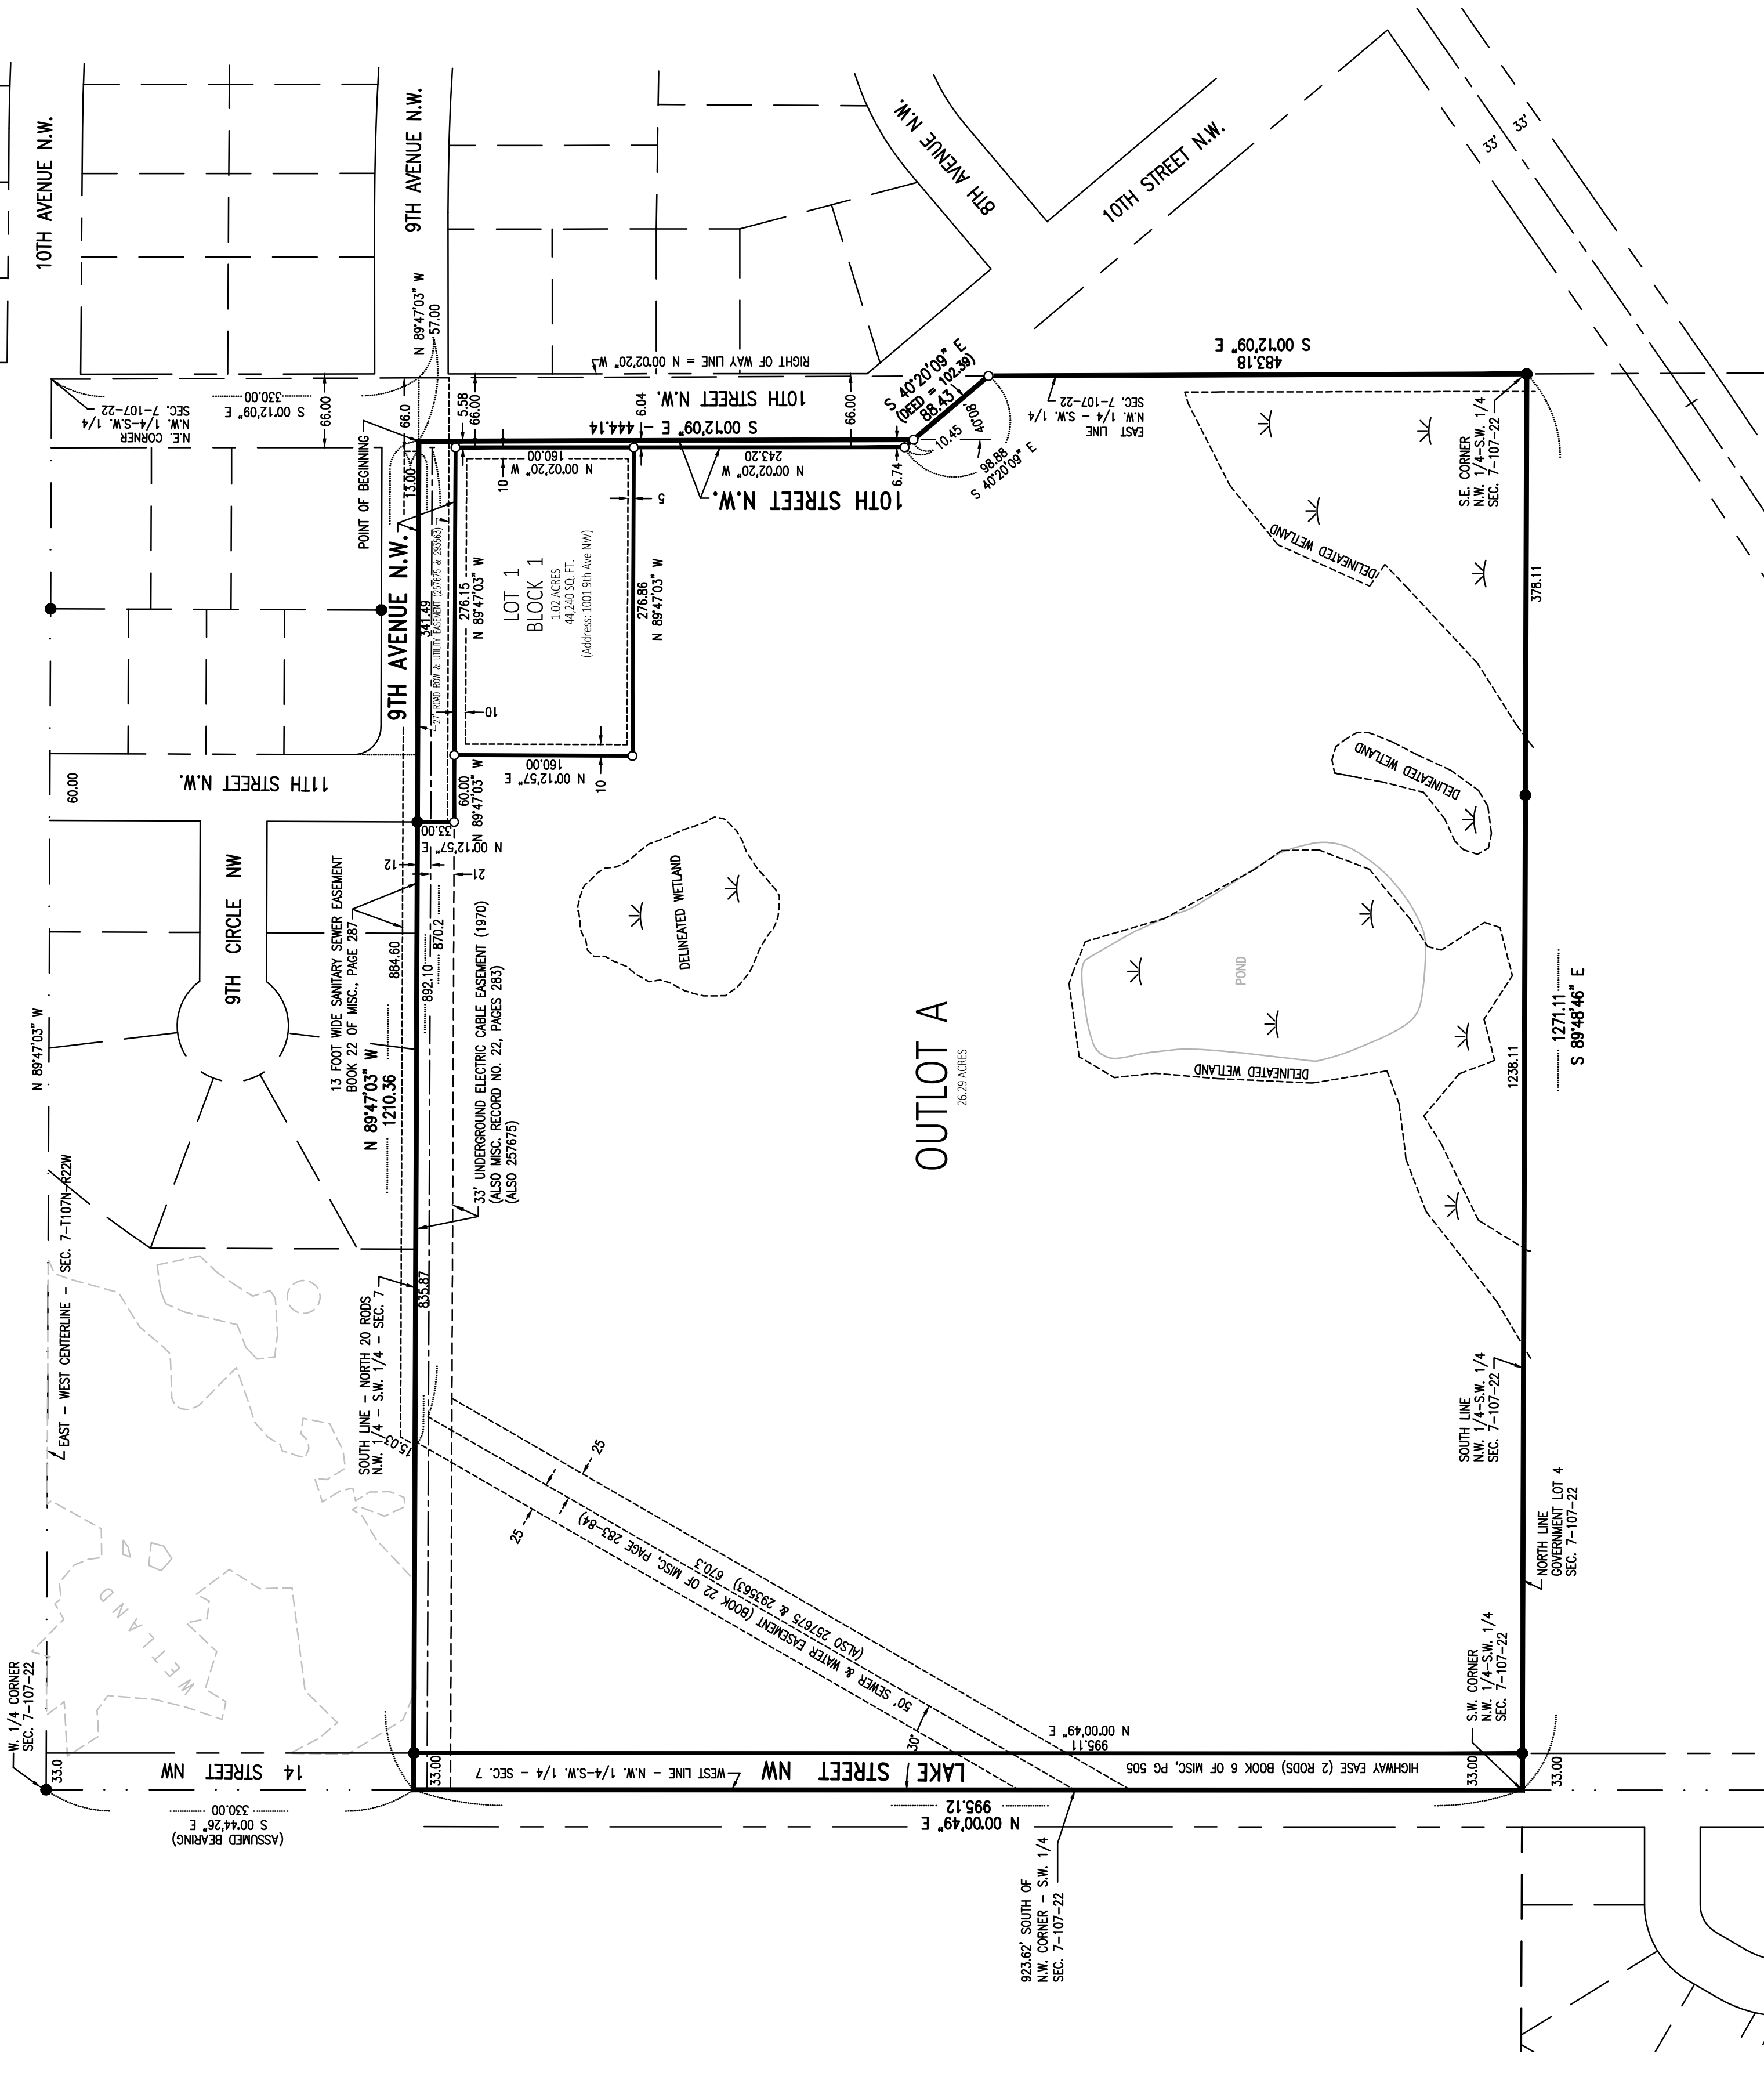 10TH AVENUE N.W.
9TH AVENUE N.W.
8TH AVENUE N.W.
10TH STREET N.W.
33'
33'
N 89°47'03" W
57.00
RIGHT OF WAY LINE = N 00°02'20" W
10TH STREET N.W.
S 00°12'09" E
330.00
66.00
N.E. CORNER
N.W. 1/4-S.W. 1/4
SEC. 7-107-22
66.0
66.00
5.58
6.04
66.00
S 00°12'09" E - 444.14
S 40°20'09" E
(DEED = 102.39)
88.43
40°08'
10.45
98.88
S 40°20'09" E
6.74
EAST LINE
N.W. 1/4 - S.W. 1/4
SEC. 7-107-22
S 00°12'09" E
483.18
S.E. CORNER
N.W. 1/4-S.W. 1/4
SEC. 7-107-22
POINT OF BEGINNING
13.00
9TH AVENUE N.W.
341.49
27' ROAD ROW & UTILITY EASEMENT (257675 & 293563)
276.15
N 89°47'03" W
10
N 00°02'20" W
160.00
N 00°02'20" W
243.20
10TH STREET N.W.
5
LOT 1
BLOCK 1
1.02 ACRES
44,240 SQ. FT.
(Address: 1001 9th Ave NW)
276.86
N 89°47'03" W
10
N 00°12'57" E
160.00
10
60.00
N 89°47'03" W
33.00
N 00°12'57" E
12
21
60.00
11TH STREET N.W.
9TH CIRCLE NW
13 FOOT WIDE SANITARY SEWER EASEMENT
BOOK 22 OF MISC., PAGE 287
884.60
892.10
870.2
N 89°47'03" W
1210.36
33' UNDERGROUND ELECTRIC CABLE EASEMENT (1970)
(ALSO MISC. RECORD NO. 22, PAGES 283)
(ALSO 257675)
N 89°47'03" W
EAST - WEST CENTERLINE - SEC. 7-T107N-R22W
SOUTH LINE - NORTH 20 RODS
N.W. 1/4 - S.W. 1/4 - SEC. 7
835.87
15.03
DELINEATED WETLAND
DELINEATED WETLAND
DELINEATED WETLAND
DELINEATED WETLAND
POND
OUTLOT A
26.29 ACRES
378.11
1238.11
1271.11
S 89°48'46" E
SOUTH LINE
N.W. 1/4-S.W. 1/4
SEC. 7-107-22
NORTH LINE
GOVERNMENT LOT 4
SEC. 7-107-22
S.W. CORNER
N.W. 1/4-S.W. 1/4
SEC. 7-107-22
25
25
50' SEWER & WATER EASEMENT (BOOK 22 OF MISC, PAGE 283-84)
(ALSO 257675 & 293563) 670.3
30'
WETLAND
W. 1/4 CORNER
SEC. 7-107-22
33.0
14 STREET NW
330.00
S 00°44'26" E
(ASSUMED BEARING)
33.00
WEST LINE - N.W. 1/4-S.W. 1/4 - SEC. 7
LAKE STREET NW
N 00°00'49" E
995.11
HIGHWAY EASE (2 RODS) BOOK 6 OF MISC, PG 505
33.00
33.00
995.12
N 00°00'49" E
923.62' SOUTH OF
N.W. CORNER - S.W. 1/4
SEC. 7-107-22